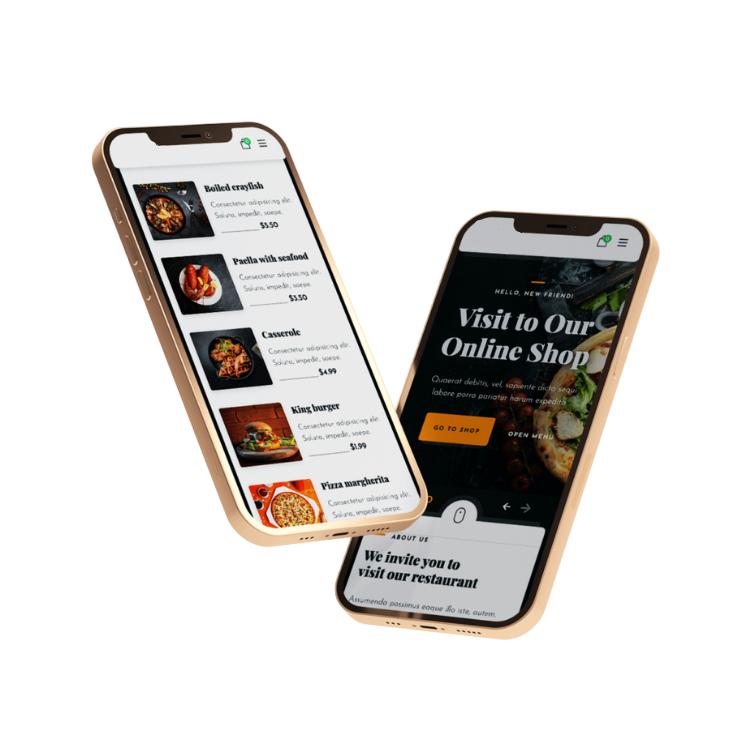 Boiled crayfish
Consectetur adipisicing elit.
Soluta, impedit, saepe.
$3.50
Paella with seafood
Consectetur adipisicing elit.
Soluta, impedit, saepe.
$3.50
Casserole
Consectetur adipisicing elit.
Soluta, impedit, saepe.
$4.99
King burger
Consectetur adipisicing elit.
Soluta, impedit, saepe.
$1.99
Pizza margherita
Consectetur adipisicing elit.
Soluta, impedit, saepe.
HELLO, NEW FRIEND!
Visit to Our
Online Shop
Quaerat debitis, vel, sapiente dicta sequi
labore porro pariatur harum expedita.
GO TO SHOP
OPEN MENU
ABOUT US
We invite you to
visit our restaurant
Assumenda possimus eaque illo iste, autem.